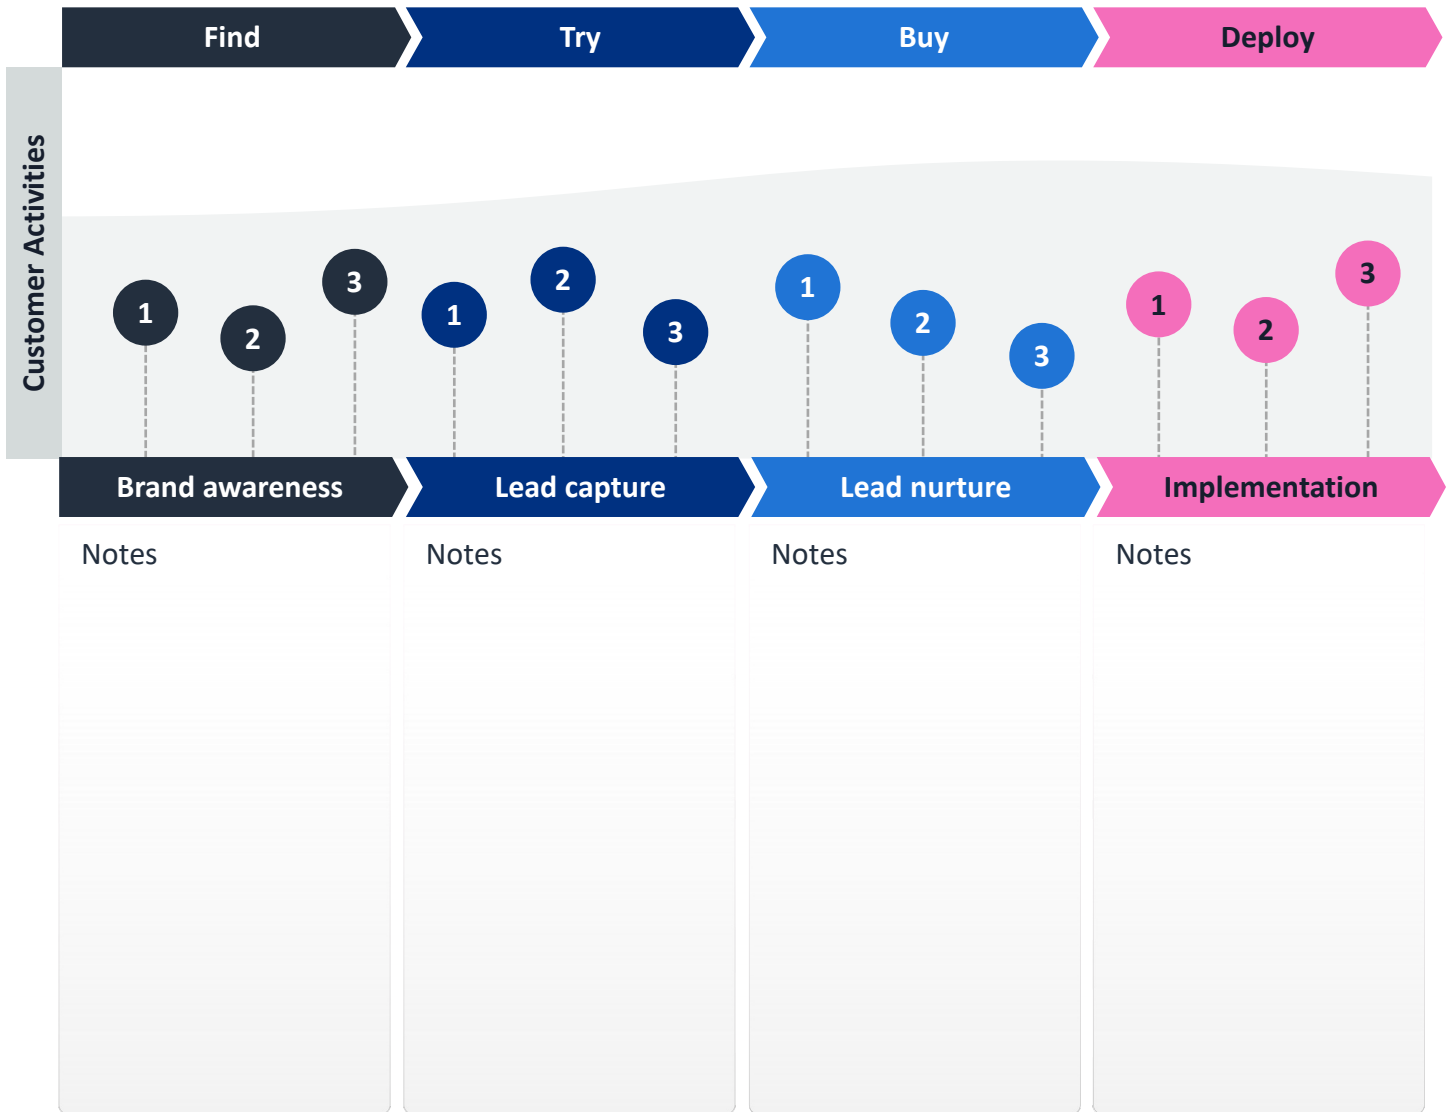 Find
Try
Buy
Deploy
Customer Activities
1
2
3
1
2
3
1
2
3
1
2
3
Brand awareness
Lead capture
Lead nurture
Implementation
Notes
Notes
Notes
Notes